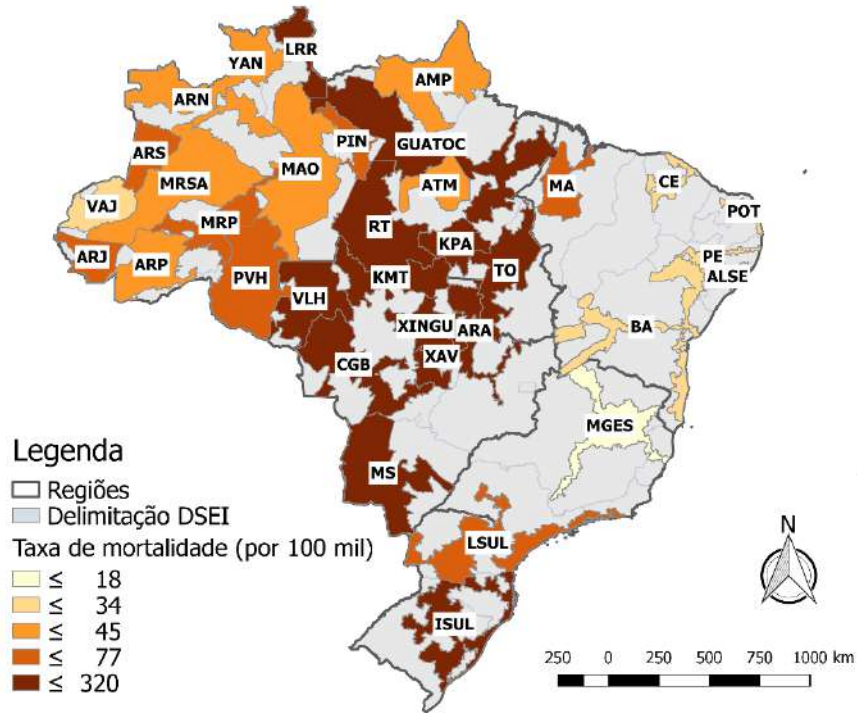 LRR
YAN
AMP
ARN
GUATOC
PIN
ARS
MAO
MA
CE
MRSA
ATM
VAJ
POT
MRP
RT
KPA
PE
ARJ
ARP
TO
ALSE
PVH
KMT
VLH
XINGU
ARA
BA
XAV
CGB
MGES
MS
LSUL
ISUL
Legenda
Regiões
Delimitação DSEI
Taxa de mortalidade (por 100 mil)
≤ 18
≤ 34
≤ 45
≤ 77
≤ 320
N
250 0 250 500 750 1000 km